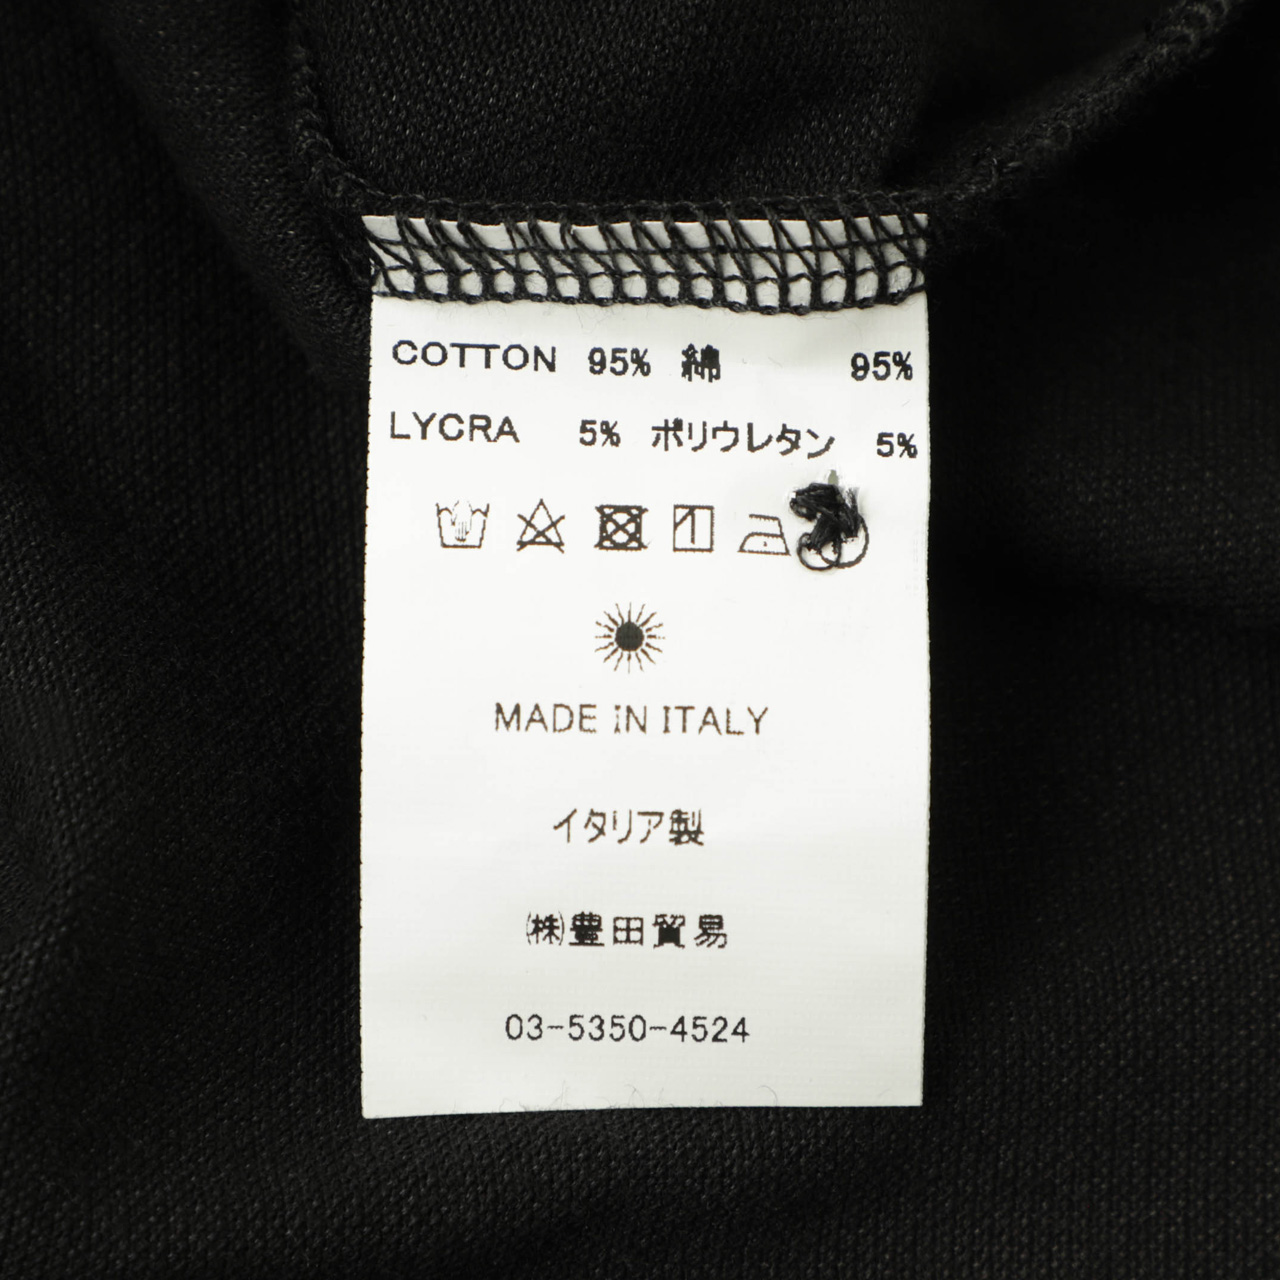 COTTON 95% 綿 95%
LYCRA 5% ポリウレタン 5%
MADE IN ITALY
イタリア製
㈱豊田貿易
03-5350-4524